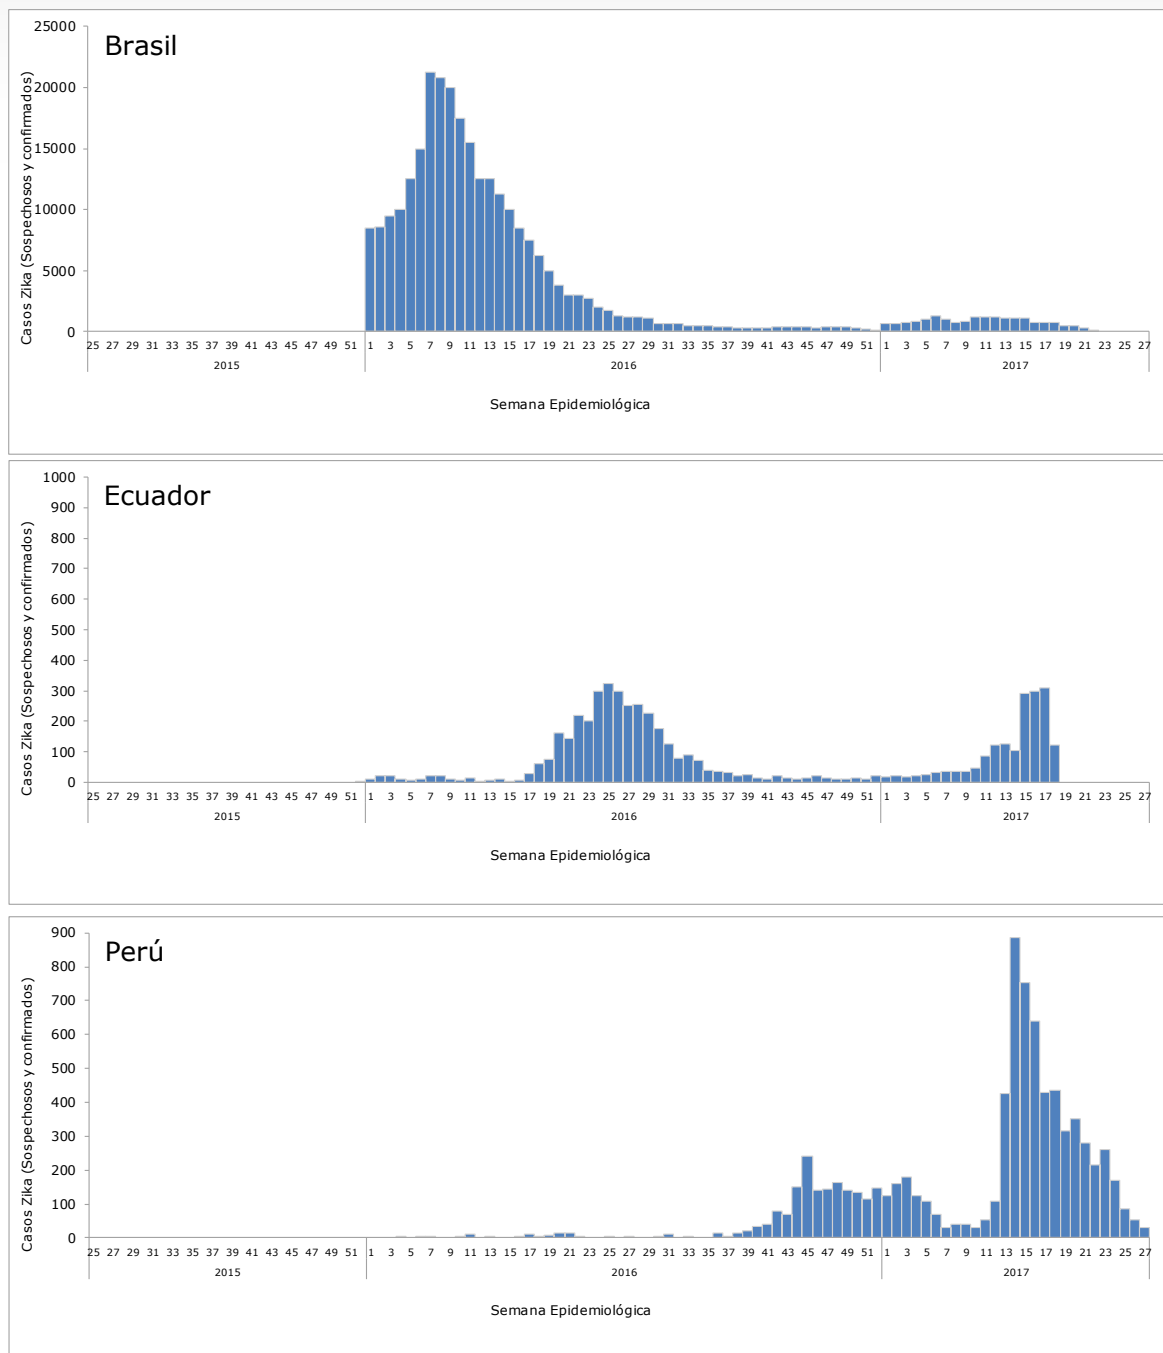 Brasil
Casos Zika (Sospechosos y confirmados)
25000
20000
15000
10000
5000
0
25 27 29 31 33 35 37 39 41 43 45 47 49 51 1 3 5 7 9 11 13 15 17 19 21 23 25 27 29 31 33 35 37 39 41 43 45 47 49 51 1 3 5 7 9 11 13 15 17 19 21 23 25 27
2015 2016 2017
Semana Epidemiológica
Ecuador
Casos Zika (Sospechosos y confirmados)
1000
900
800
700
600
500
400
300
200
100
0
25 27 29 31 33 35 37 39 41 43 45 47 49 51 1 3 5 7 9 11 13 15 17 19 21 23 25 27 29 31 33 35 37 39 41 43 45 47 49 51 1 3 5 7 9 11 13 15 17 19 21 23 25 27
2015 2016 2017
Semana Epidemiológica
Perú
Casos Zika (Sospechosos y confirmados)
900
800
700
600
500
400
300
200
100
0
25 27 29 31 33 35 37 39 41 43 45 47 49 51 1 3 5 7 9 11 13 15 17 19 21 23 25 27 29 31 33 35 37 39 41 43 45 47 49 51 1 3 5 7 9 11 13 15 17 19 21 23 25 27
2015 2016 2017
Semana Epidemiológica